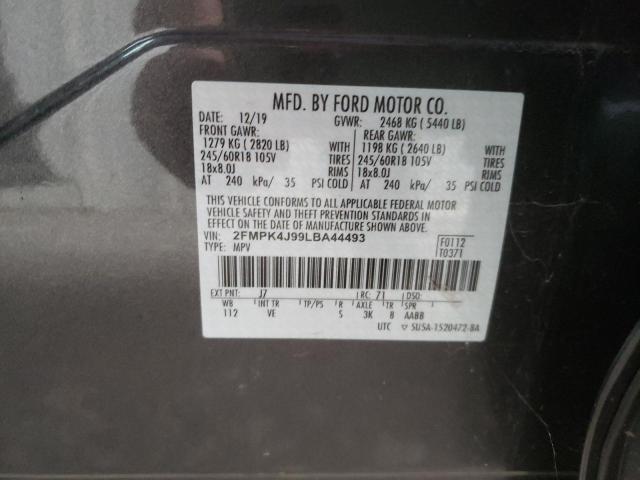 MFD. BY FORD MOTOR CO.
DATE: 12/19 GVWR: 2468 KG ( 5440 LB)
FRONT GAWR: REAR GAWR:
1279 KG ( 2820 LB) WITH 1198 KG ( 2640 LB) WITH
245/60R18 105V TIRES 245/60R18 105V TIRES
18x8.0J RIMS 18x8.0J RIMS
AT 240 kPa/ 35 PSI COLD AT 240 kPa/ 35 PSI COLD
THIS VEHICLE CONFORMS TO ALL APPLICABLE FEDERAL MOTOR
VEHICLE SAFETY AND THEFT PREVENTION STANDARDS IN
EFFECT ON THE DATE OF MANUFACTURE SHOWN ABOVE.
VIN: 2FMPK4J99LBA44493 F0112
TYPE: MPV T0371
EXT PNT: J7 RC: 71 DSO:
WB INT TR TP/PS R AXLE TR SPR
112 VE S 3K 8 AABB
UTC ▽ 5U5A-1520472-BA